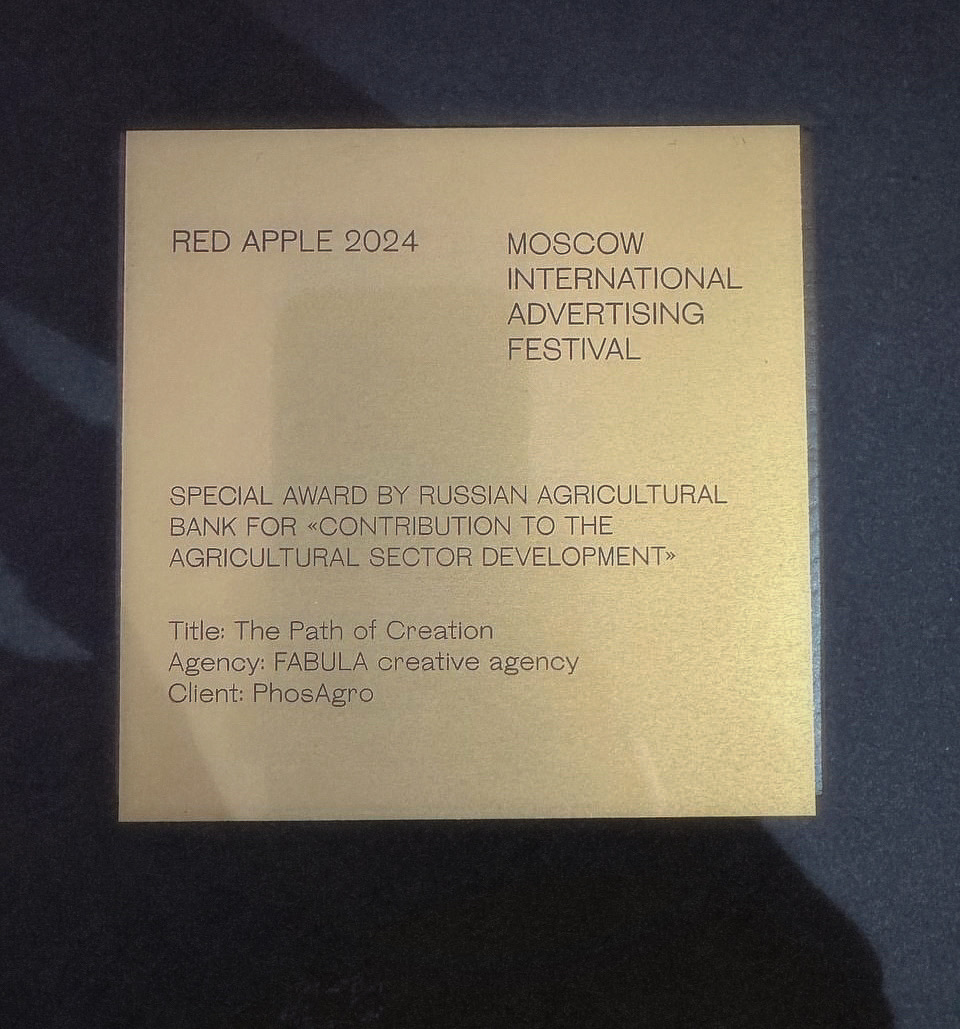 RED APPLE 2024
MOSCOW
INTERNATIONAL
ADVERTISING
FESTIVAL
SPECIAL AWARD BY RUSSIAN AGRICULTURAL
BANK FOR «CONTRIBUTION TO THE
AGRICULTURAL SECTOR DEVELOPMENT»
Title: The Path of Creation
Agency: FABULA creative agency
Client: PhosAgro